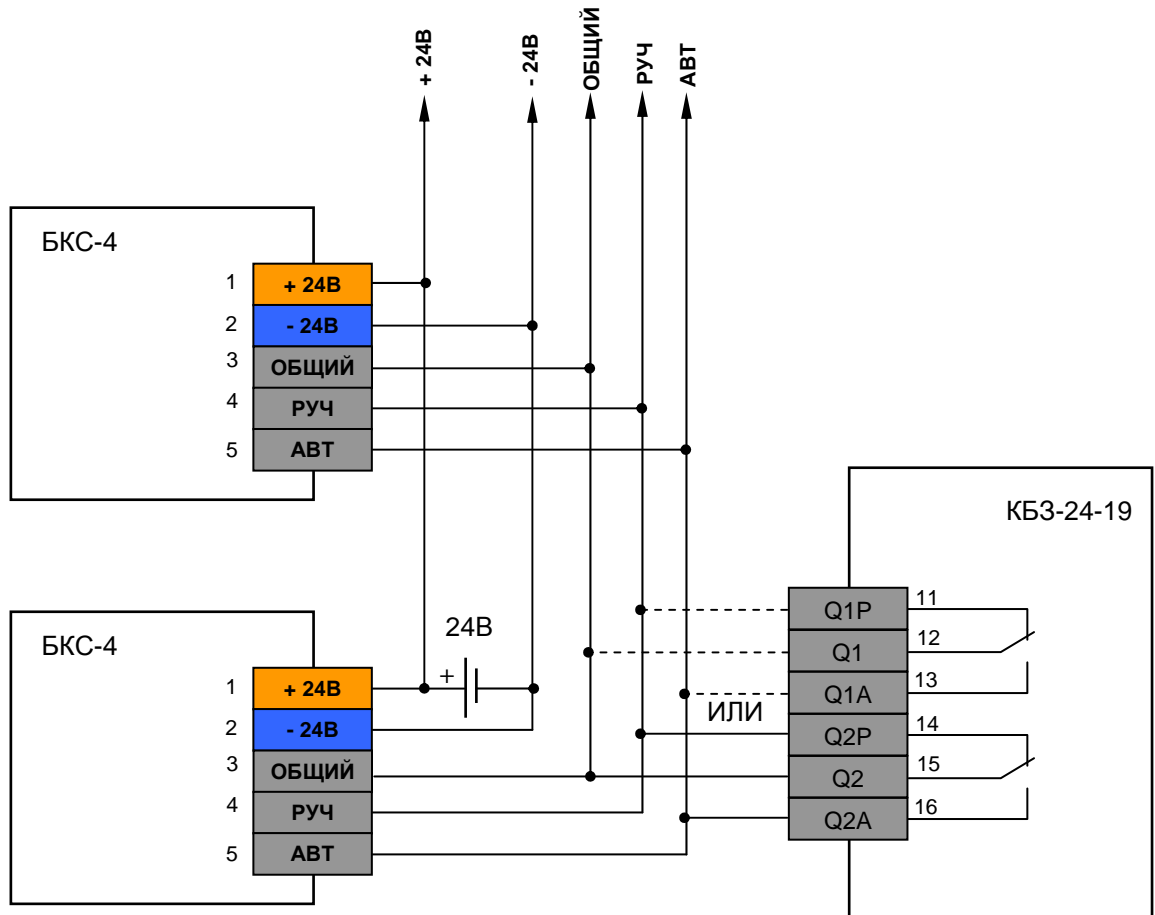 + 24В
- 24В
ОБЩИЙ
РУЧ
АВТ
БКС-4
1 + 24В
2 - 24В
3 ОБЩИЙ
4 РУЧ
5 АВТ
КБЗ-24-19
БКС-4
24В
+
1 + 24В
2 - 24В
3 ОБЩИЙ
4 РУЧ
5 АВТ
Q1P 11
Q1 12
Q1A 13
ИЛИ
Q2P 14
Q2 15
Q2A 16